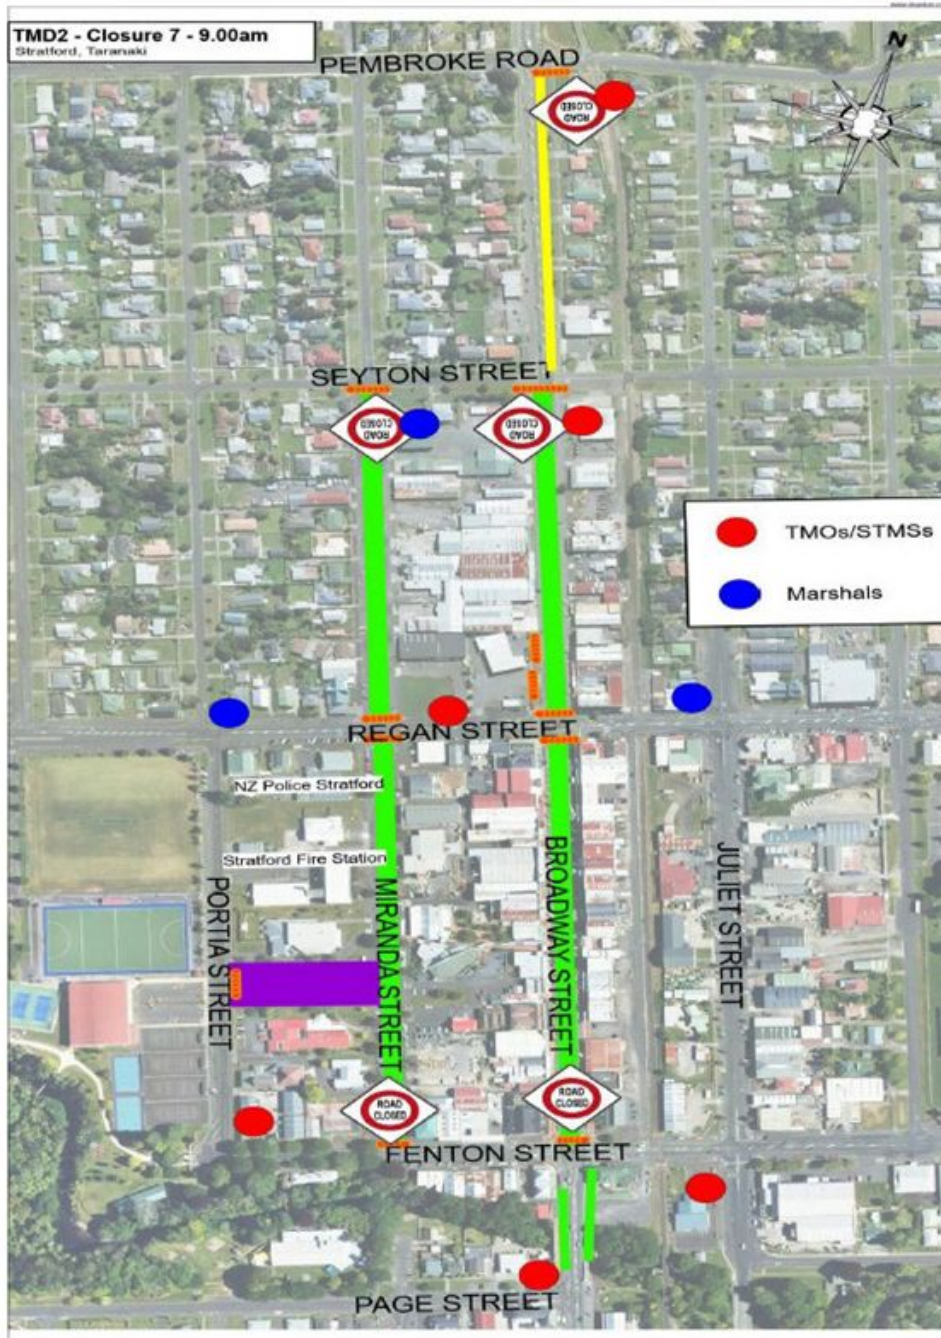 TMD2 - Closure 7 - 9.00am
Stratford, Taranaki
PEMBROKE ROAD
N
ROAD
CLOSED
SEYTON STREET
ROAD
CLOSED
ROAD
CLOSED
TMOs/STMSs
Marshals
REGAN STREET
NZ Police Stratford
Stratford Fire Station
PORTIA STREET
MIRANDA STREET
BROADWAY STREET
JULIET STREET
ROAD
CLOSED
ROAD
CLOSED
FENTON STREET
PAGE STREET